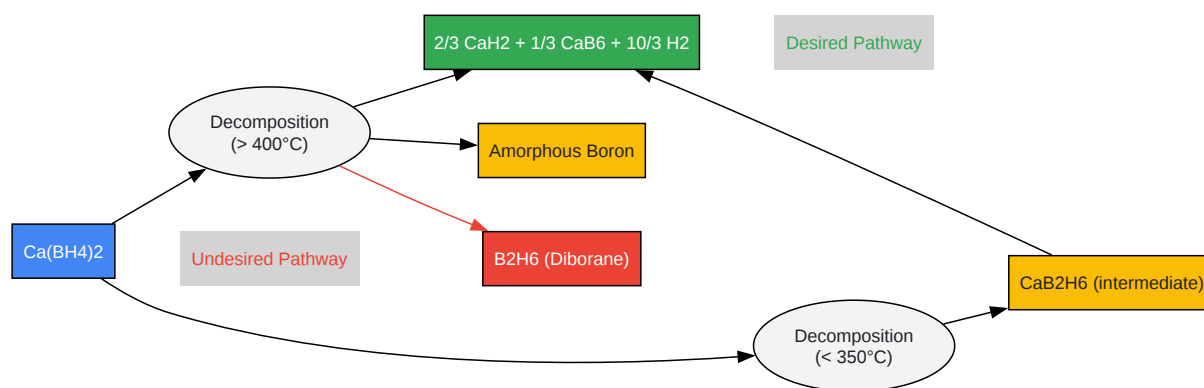 2/3 CaH2 + 1/3 CaB6 + 10/3 H2
Desired Pathway
Decomposition
(> 400°C)
Amorphous Boron
Ca(BH4)2
Undesired Pathway
B2H6 (Diborane)
CaB2H6 (intermediate)
Decomposition
(< 350°C)